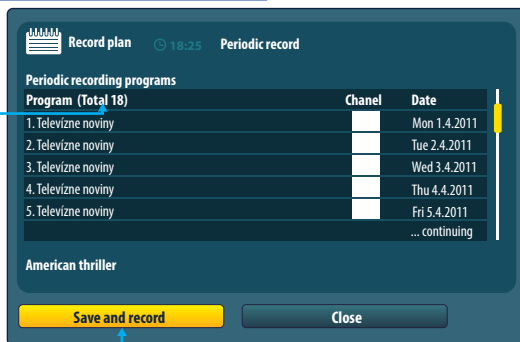 Record plan 18:25 Periodic record
Periodic recording programs
Program (Total 18) Chanel Date
1. Televízne noviny Mon 1.4.2011
2. Televízne noviny Tue 2.4.2011
3. Televízne noviny Wed 3.4.2011
4. Televízne noviny Thu 4.4.2011
5. Televízne noviny Fri 5.4.2011
... continuing
American thriller
Save and record Close